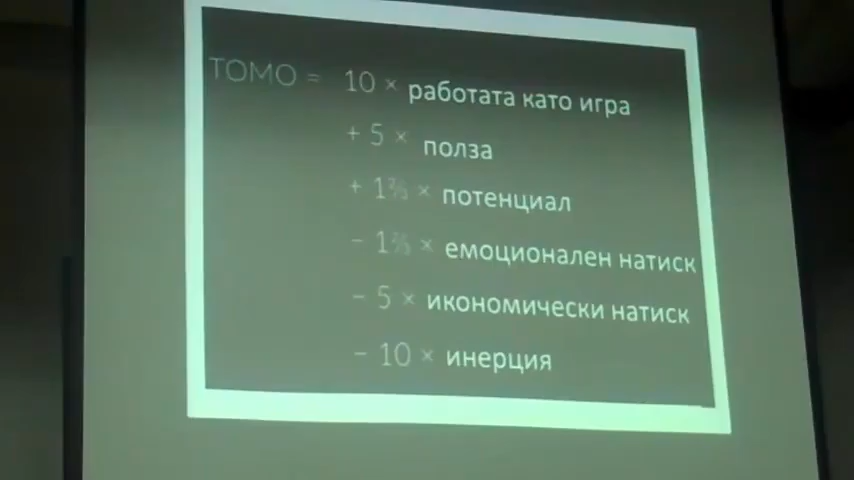 ТОМО = 10 × работата като игра
+ 5 × полза
+ 1⅔ × потенциал
− 1⅔ × емоционален натиск
− 5 × икономически натиск
− 10 × инерция